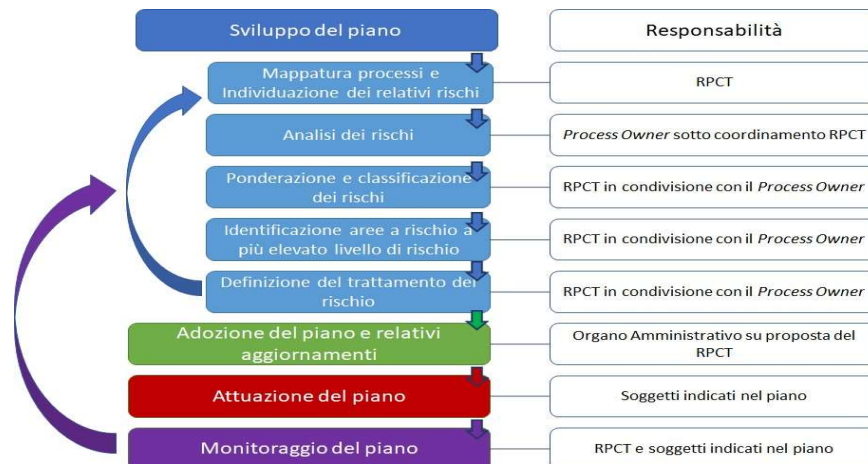 Sviluppo del piano
Responsabilità
Mappatura processi e
Individuazione dei relativi rischi
RPCT
Analisi dei rischi
Process Owner sotto coordinamento RPCT
Ponderazione e classificazione
dei rischi
RPCT in condivisione con il Process Owner
Identificazione aree a rischio a
più elevato livello di rischio
RPCT in condivisione con il Process Owner
Definizione del trattamento del
rischio
RPCT in condivisione con il Process Owner
Adozione del piano e relativi
aggiornamenti
Organo Amministrativo su proposta del
RPCT
Attuazione del piano
Soggetti indicati nel piano
Monitoraggio del piano
RPCT e soggetti indicati nel piano